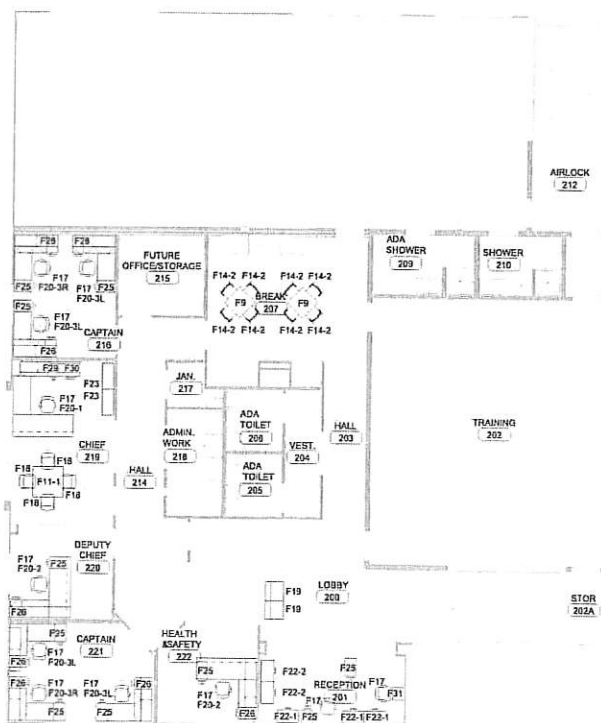 AIRLOCK
212
F26 F26
F17 F17
F20-3R F20-3L
F25 F25
F25
F17
F20-3L
F26
CAPTAIN
216
FUTURE
OFFICE/STORAGE
215
F14-2 F14-2 F14-2 F14-2
F9 BREAK F9
207
F14-2 F14-2 F14-2 F14-2
ADA
SHOWER
209
SHOWER
210
F29 F30
F23
F23
F17
F20-1
CHIEF
219
F18
F18 F11-1
F18
F18
JAN.
217
ADMIN.
WORK
218
HALL
214
ADA
TOILET
206
ADA
TOILET
205
VEST.
204
HALL
203
TRAINING
202
DEPUTY
CHIEF
220
F25
F17
F20-2
F26
LOBBY
200
F19
F19
STOR
202A
CAPTAIN
221
F25
F26
F17
F20-3L
F17 F17
F20-3R F20-3L
F26 F26
F25 F25
HEALTH
&SAFETY
222
F25
F17
F20-2
F26
F22-2
F22-2
RECEPTION
201
F25
F17
F31
F17
F22-1 F25 F22-1 F22-1